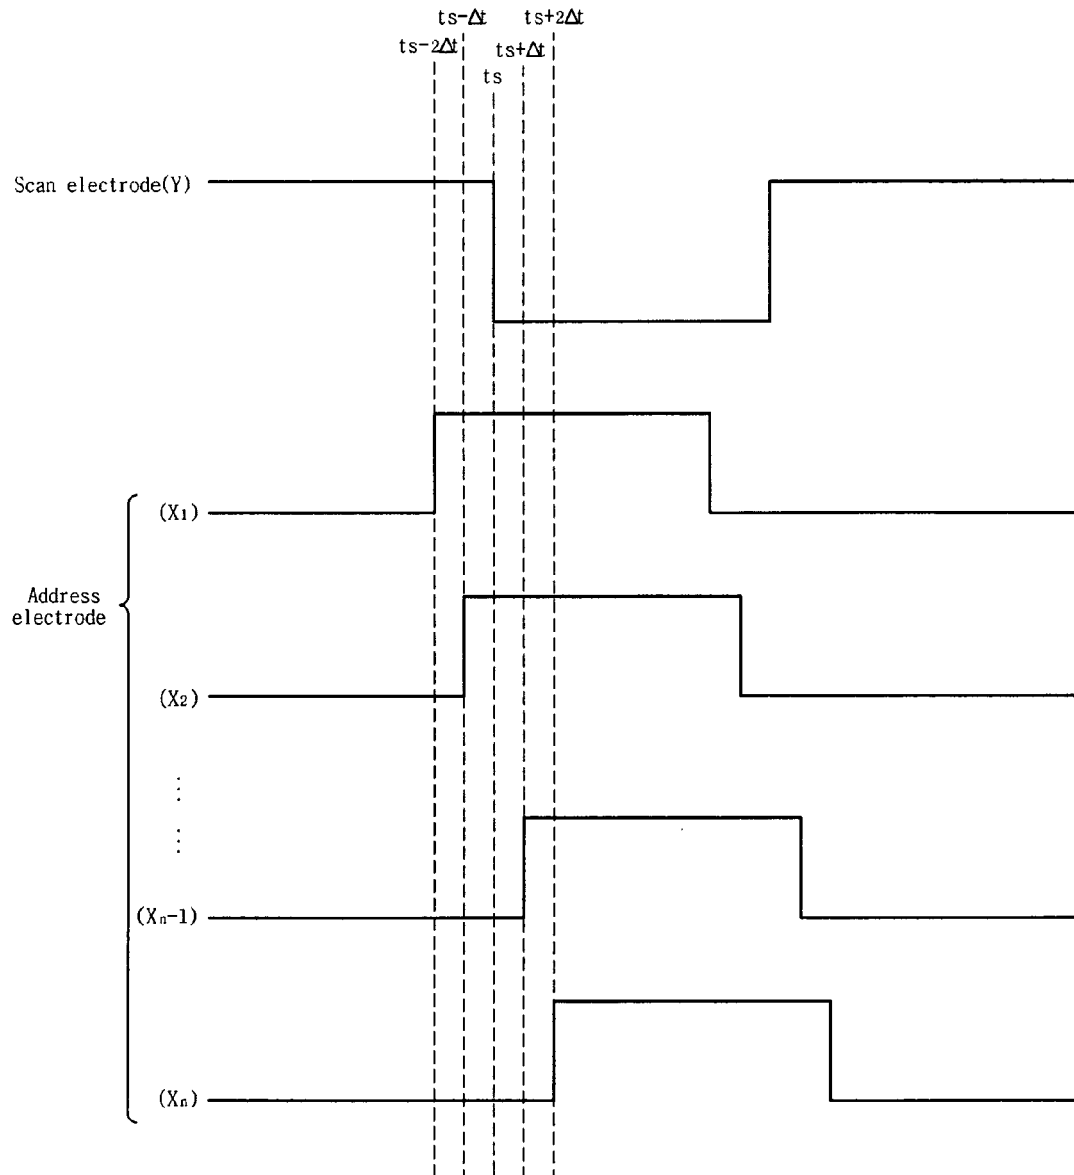 ts-Δt
ts+2Δt
ts-2Δt
ts+Δt
ts
Scan electrode(Y)
(X1)
Address
electrode
(X2)
(Xn-1)
(Xn)